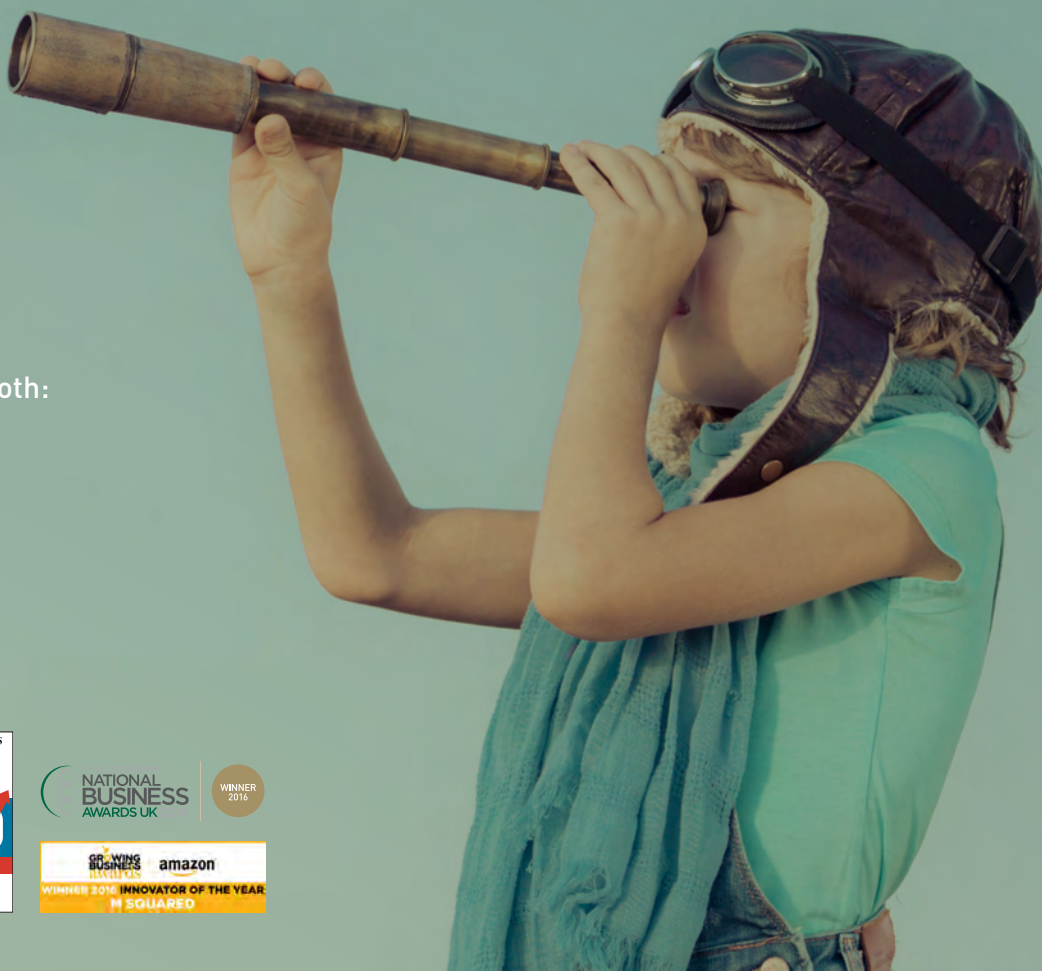 oth:
S
NATIONAL
BUSINESS
AWARDS UK
WINNER
2016
GROWING
BUSINESS
awards
amazon
WINNER 2016 INNOVATOR OF THE YEAR
M SQUARED